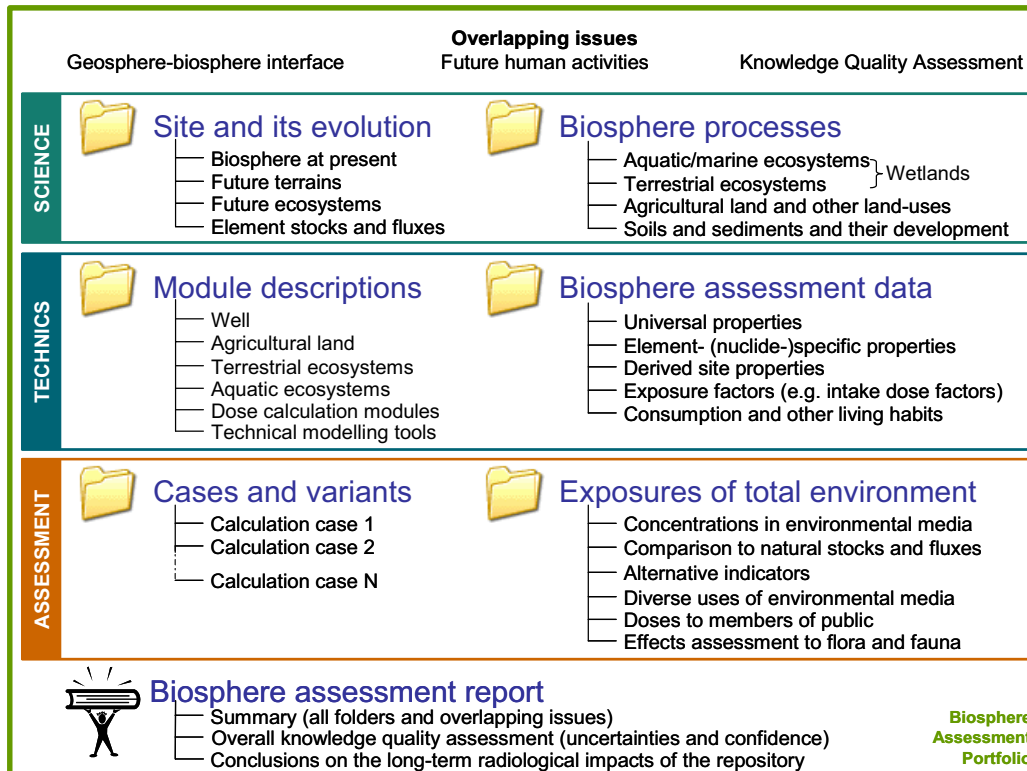 Overlapping issues
Geosphere-biosphere interface Future human activities Knowledge Quality Assessment
SCIENCE
Site and its evolution
Biosphere at present
Future terrains
Future ecosystems
Element stocks and fluxes
Biosphere processes
Aquatic/marine ecosystems
Terrestrial ecosystems
Wetlands
Agricultural land and other land-uses
Soils and sediments and their development
TECHNICS
Module descriptions
Well
Agricultural land
Terrestrial ecosystems
Aquatic ecosystems
Dose calculation modules
Technical modelling tools
Biosphere assessment data
Universal properties
Element- (nuclide-)specific properties
Derived site properties
Exposure factors (e.g. intake dose factors)
Consumption and other living habits
ASSESSMENT
Cases and variants
Calculation case 1
Calculation case 2
Calculation case N
Exposures of total environment
Concentrations in environmental media
Comparison to natural stocks and fluxes
Alternative indicators
Diverse uses of environmental media
Doses to members of public
Effects assessment to flora and fauna
Biosphere assessment report
Summary (all folders and overlapping issues)
Overall knowledge quality assessment (uncertainties and confidence)
Conclusions on the long-term radiological impacts of the repository
Biosphere
Assessment
Portfolio